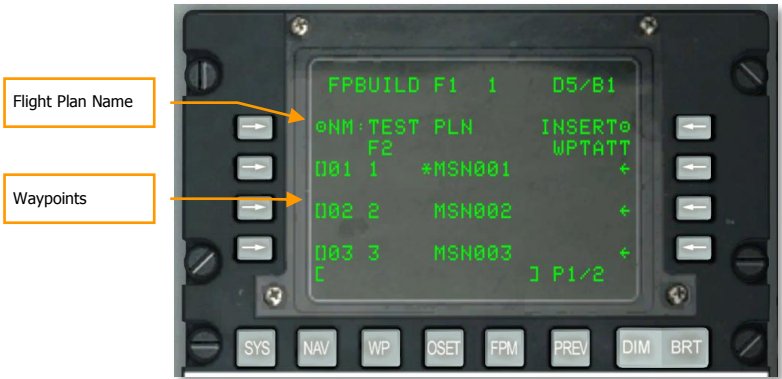 Flight Plan Name
Waypoints
FPBUILD F1 1 D5/B1
NM:TEST PLN INSERT
F2 WPTATT
[]01 1 *MSN001 ←
[]02 2 MSN002 ←
[]03 3 MSN003 ←
[ ] P1/2
SYS NAV WP OSET FPM PREV DIM BRT